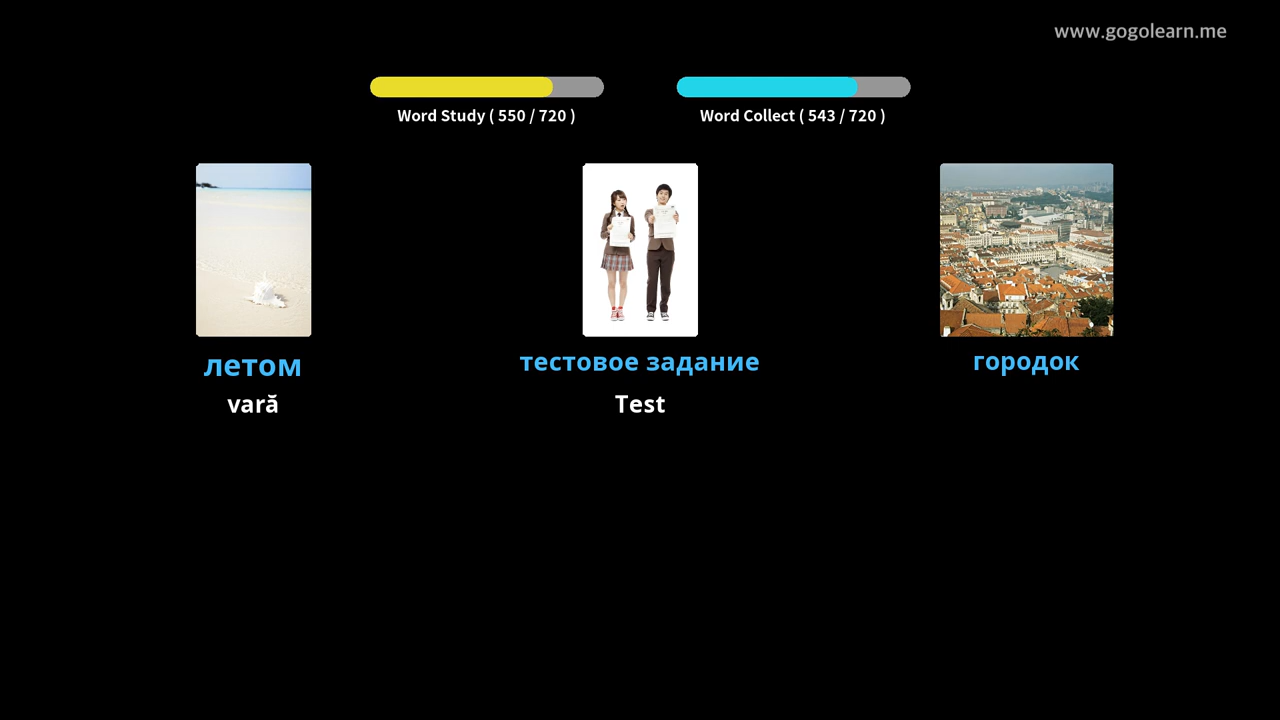 www.gogolearn.me
Word Study ( 550 / 720 )
Word Collect ( 543 / 720 )
летом
тестовое задание
городок
vară
Test